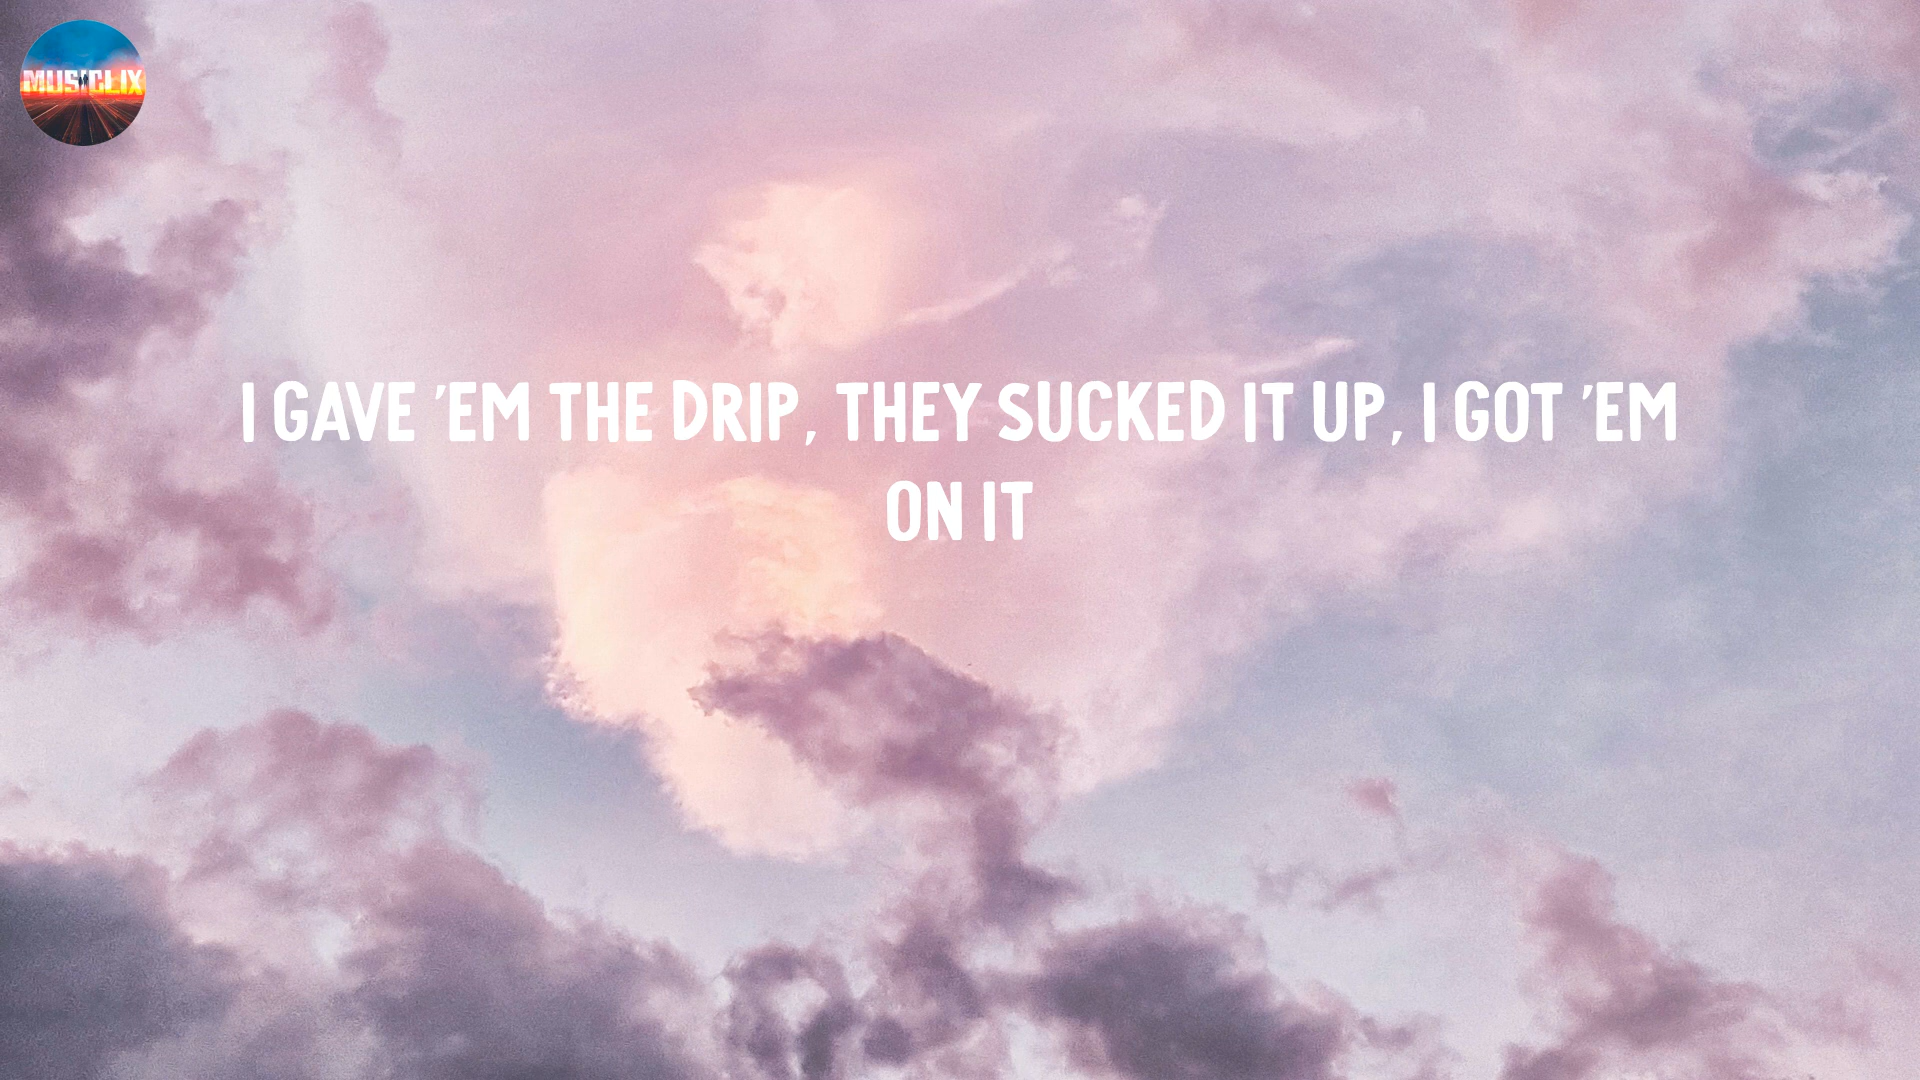 MUSICLIX
I GAVE 'EM THE DRIP, THEY SUCKED IT UP, I GOT 'EM
ON IT